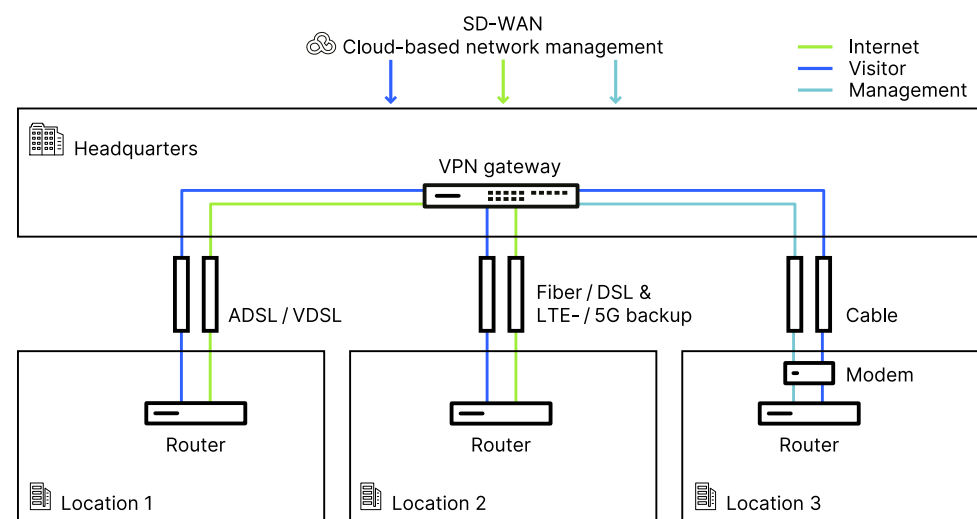 SD-WAN
Cloud-based network management
Internet
Visitor
Management
Headquarters
VPN gateway
ADSL / VDSL
Fiber / DSL &
LTE- / 5G backup
Cable
Modem
Router
Router
Router
Location 1
Location 2
Location 3